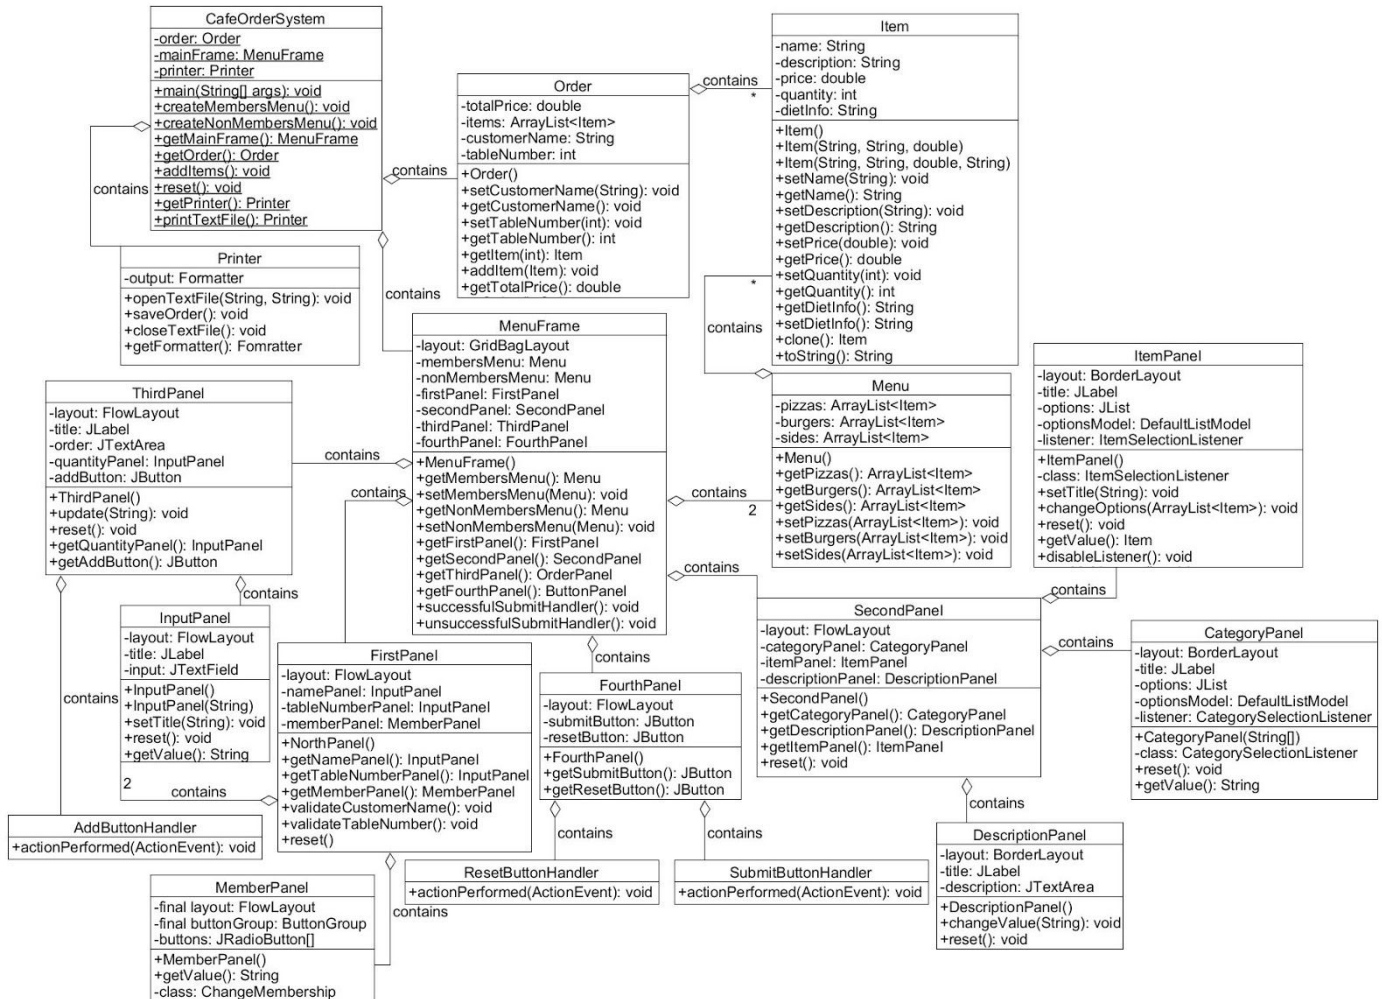 CafeOrderSystem
-order: Order
-mainFrame: MenuFrame
-printer: Printer
+main(String[] args): void
+createMembersMenu(): void
+createNonMembersMenu(): void
+getMainFrame(): MenuFrame
+getOrder(): Order
+addItems(): void
+reset(): void
+getPrinter(): Printer
+printTextFile(): Printer
contains
contains
contains
Order
-totalPrice: double
-items: ArrayList<Item>
-customerName: String
-tableNumber: int
+Order()
+setCustomerName(String): void
+getCustomerName(): void
+setTableNumber(int): void
+getTableNumber(): int
+getItem(int): Item
+addItem(Item): void
+getTotalPrice(): double
contains
*
Item
-name: String
-description: String
-price: double
-quantity: int
-dietInfo: String
+Item()
+Item(String, String, double)
+Item(String, String, double, String)
+setName(String): void
+getName(): String
+setDescription(String): void
+getDescription(): String
+setPrice(double): void
+getPrice(): double
+setQuantity(int): void
+getQuantity(): int
+getDietInfo(): String
+setDietInfo(): String
+clone(): Item
+toString(): String
*
contains
Printer
-output: Formatter
+openTextFile(String, String): void
+saveOrder(): void
+closeTextFile(): void
+getFormatter(): Fomratter
MenuFrame
-layout: GridBagLayout
-membersMenu: Menu
-nonMembersMenu: Menu
-firstPanel: FirstPanel
-secondPanel: SecondPanel
-thirdPanel: ThirdPanel
-fourthPanel: FourthPanel
+MenuFrame()
+getMembersMenu(): Menu
+setMembersMenu(Menu): void
+getNonMembersMenu(): Menu
+setNonMembersMenu(Menu): void
+getFirstPanel(): FirstPanel
+getSecondPanel(): SecondPanel
+getThirdPanel(): OrderPanel
+getFourthPanel(): ButtonPanel
+successfulSubmitHandler(): void
+unsuccessfulSubmitHandler(): void
contains
contains
contains
2
contains
contains
Menu
-pizzas: ArrayList<Item>
-burgers: ArrayList<Item>
-sides: ArrayList<Item>
+Menu()
+getPizzas(): ArrayList<Item>
+getBurgers(): ArrayList<Item>
+getSides(): ArrayList<Item>
+setPizzas(ArrayList<Item>): void
+setBurgers(ArrayList<Item>): void
+setSides(ArrayList<Item>): void
ItemPanel
-layout: BorderLayout
-title: JLabel
-options: JList
-optionsModel: DefaultListModel
-listener: ItemSelectionListener
+ItemPanel()
-class: ItemSelectionListener
+setTitle(String): void
+changeOptions(ArrayList<Item>): void
+reset(): void
+getValue(): Item
+disableListener(): void
ThirdPanel
-layout: FlowLayout
-title: JLabel
-order: JTextArea
-quantityPanel: InputPanel
-addButton: JButton
+ThirdPanel()
+update(String): void
+reset(): void
+getQuantityPanel(): InputPanel
+getAddButton(): JButton
contains
contains
InputPanel
-layout: FlowLayout
-title: JLabel
-input: JTextField
+InputPanel()
+InputPanel(String)
+setTitle(String): void
+reset(): void
+getValue(): String
2
contains
FirstPanel
-layout: FlowLayout
-namePanel: InputPanel
-tableNumberPanel: InputPanel
-memberPanel: MemberPanel
+NorthPanel()
+getNamePanel(): InputPanel
+getTableNumberPanel(): InputPanel
+getMemberPanel(): MemberPanel
+validateCustomerName(): void
+validateTableNumber(): void
+reset()
contains
FourthPanel
-layout: FlowLayout
-submitButton: JButton
-resetButton: JButton
+FourthPanel()
+getSubmitButton(): JButton
+getResetButton(): JButton
contains
contains
SecondPanel
-layout: FlowLayout
-categoryPanel: CategoryPanel
-itemPanel: ItemPanel
-descriptionPanel: DescriptionPanel
+SecondPanel()
+getCategoryPanel(): CategoryPanel
+getDescriptionPanel(): DescriptionPanel
+getItemPanel(): ItemPanel
+reset(): void
contains
contains
contains
CategoryPanel
-layout: BorderLayout
-title: JLabel
-options: JList
-optionsModel: DefaultListModel
-listener: CategorySelectionListener
+CategoryPanel(String[])
-class: CategorySelectionListener
+reset(): void
+getValue(): String
AddButtonHandler
+actionPerformed(ActionEvent): void
ResetButtonHandler
+actionPerformed(ActionEvent): void
SubmitButtonHandler
+actionPerformed(ActionEvent): void
DescriptionPanel
-layout: BorderLayout
-title: JLabel
-description: JTextArea
+DescriptionPanel()
+changeValue(String): void
+reset(): void
MemberPanel
-final layout: FlowLayout
-final buttonGroup: ButtonGroup
-buttons: JRadioButton[]
+MemberPanel()
+getValue(): String
-class: ChangeMembership